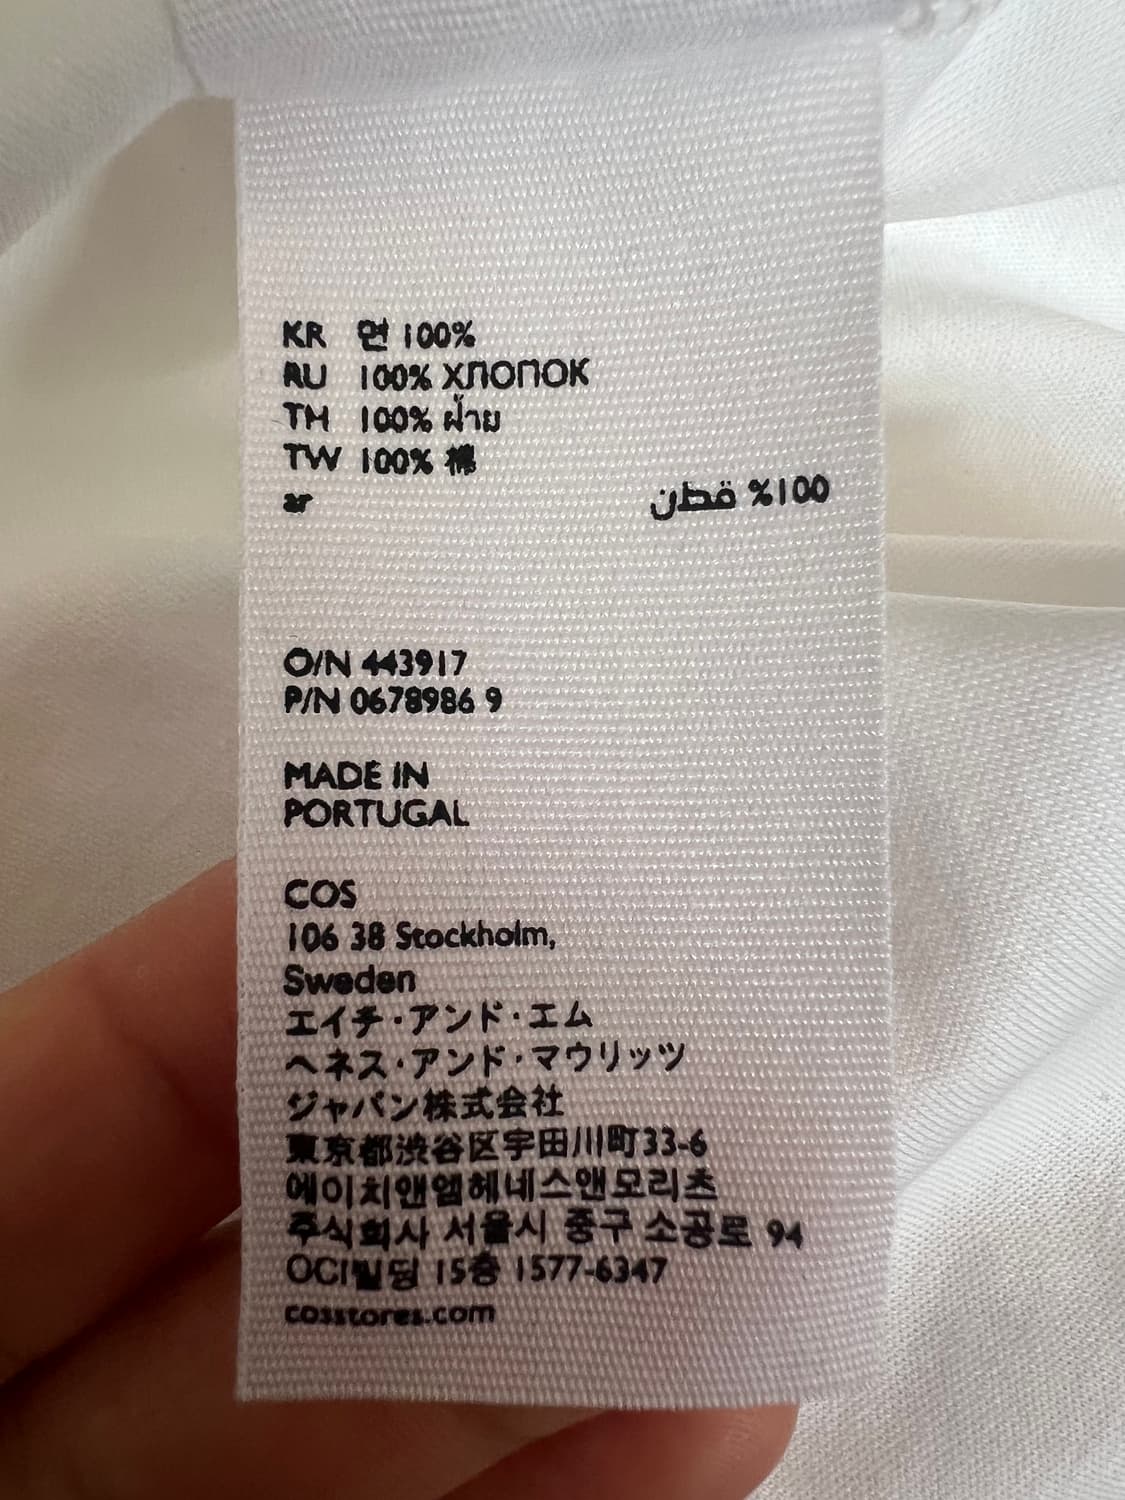 KR 면 100%
RU 100% ХЛОПОК
TH 100% ฝ้าย
TW 100% 棉
ar 100% قطن
O/N 443917
P/N 0678986 9
MADE IN
PORTUGAL
COS
106 38 Stockholm,
Sweden
エイチ・アンド・エム
ヘネス・アンド・マウリッツ
ジャパン株式会社
東京都渋谷区宇田川町33-6
에이치앤엠헤네스앤모리츠
주식회사 서울시 중구 소공로 94
OCI빌딩 15층 1577-6347
cosstores.com